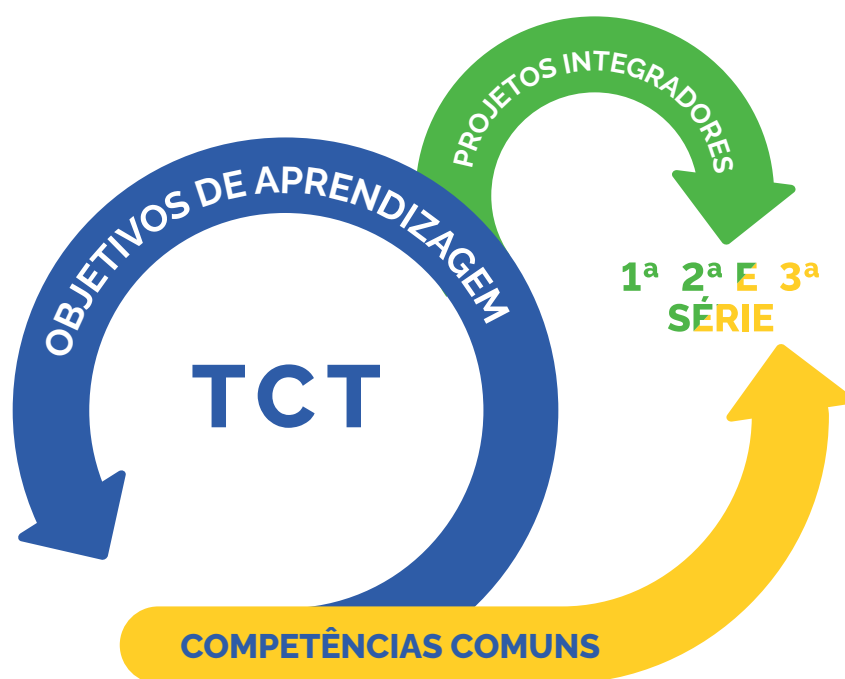 PROJETOS INTEGRADORES
OBJETIVOS DE APRENDIZAGEM
1ª 2ª E 3ª
SÉRIE
TCT
COMPETÊNCIAS COMUNS